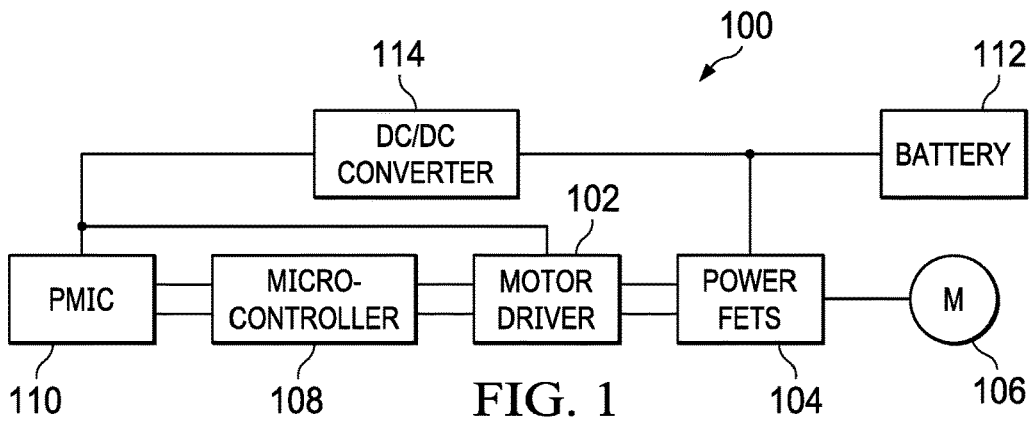 100
114
112
DC/DC
CONVERTER
BATTERY
102
PMIC
MICRO-
CONTROLLER
MOTOR
DRIVER
POWER
FETS
M
110
108
104
106
FIG. 1